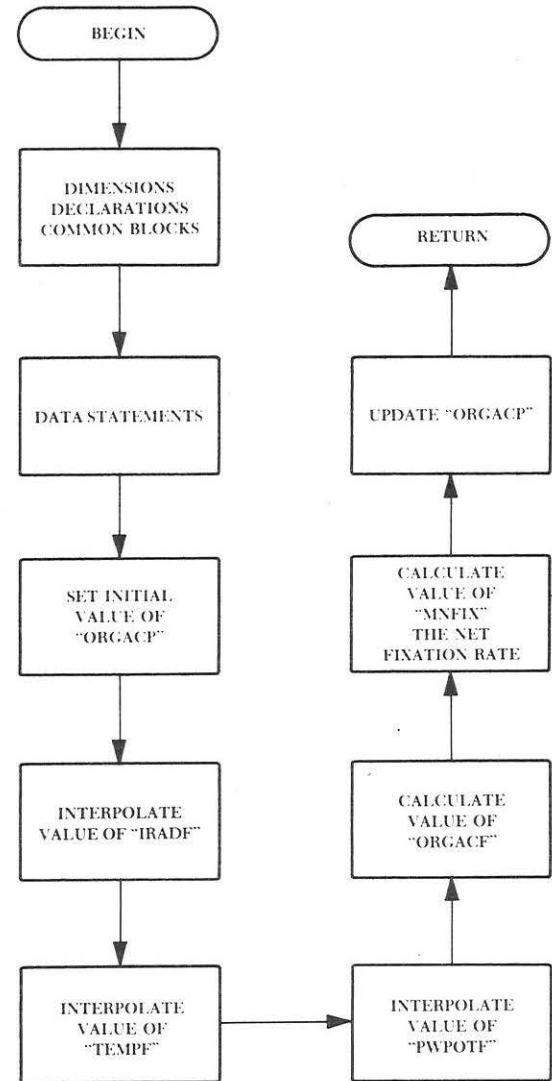 BEGIN
DIMENSIONS
DECLARATIONS
COMMON BLOCKS
DATA STATEMENTS
SET INITIAL
VALUE OF
"ORGACP"
INTERPOLATE
VALUE OF "IRADF"
INTERPOLATE
VALUE OF
"TEMPF"
INTERPOLATE
VALUE OF
"PWPOTF"
CALCULATE
VALUE OF
"ORGACF"
CALCULATE
VALUE OF
"MNFIX"
THE NET
FIXATION RATE
UPDATE "ORGACP"
RETURN